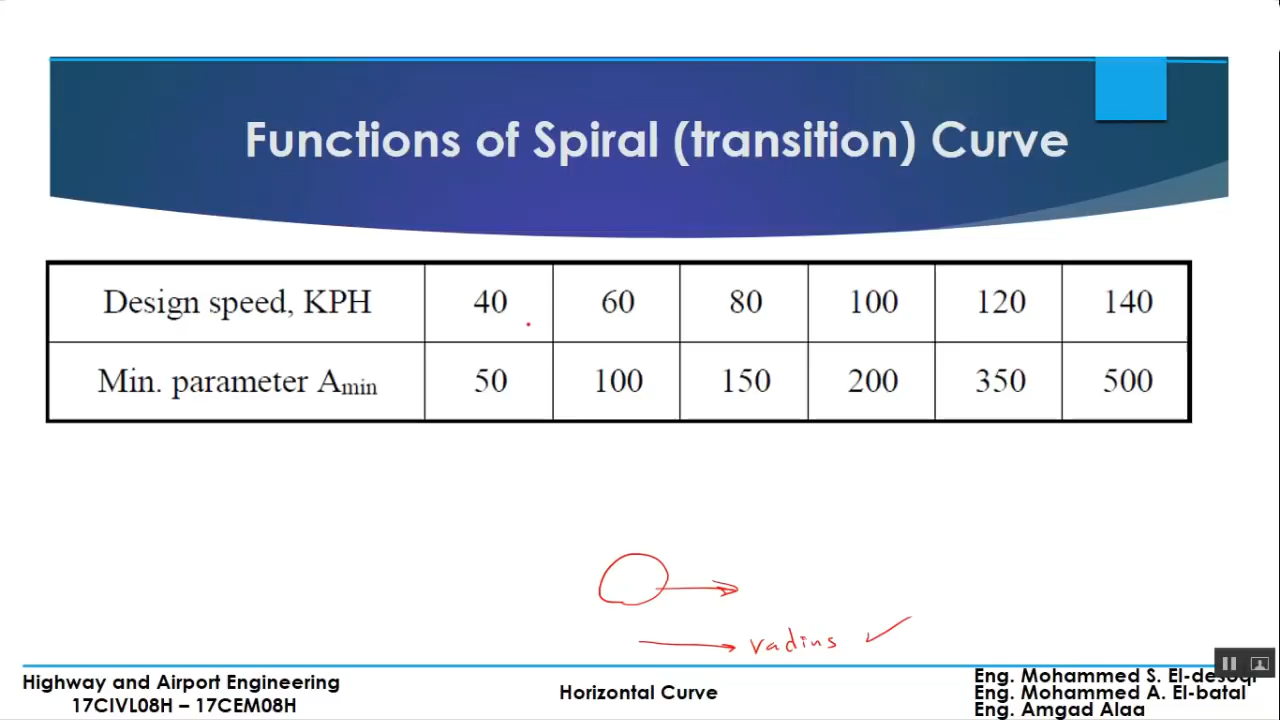 Functions of Spiral (transition) Curve
Design speed, KPH 40 60 80 100 120 140
Min. parameter Amin 50 100 150 200 350 500
radius
Highway and Airport Engineering
17CIVL08H – 17CEM08H
Horizontal Curve
Eng. Mohammed S. El-desoqi
Eng. Mohammed A. El-batal
Eng. Amgad Alaa